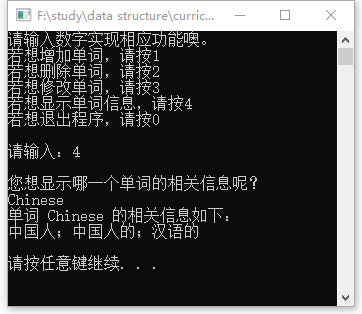 F:\study\data structure\curric...
请输入数字实现相应功能噢。
若想增加单词，请按1
若想删除单词，请按2
若想修改单词，请按3
若想显示单词信息，请按4
若想退出程序，请按0
请输入：4
您想显示哪一个单词的相关信息呢？
Chinese
单词 Chinese 的相关信息如下：
中国人；中国人的；汉语的
请按任意键继续. . .